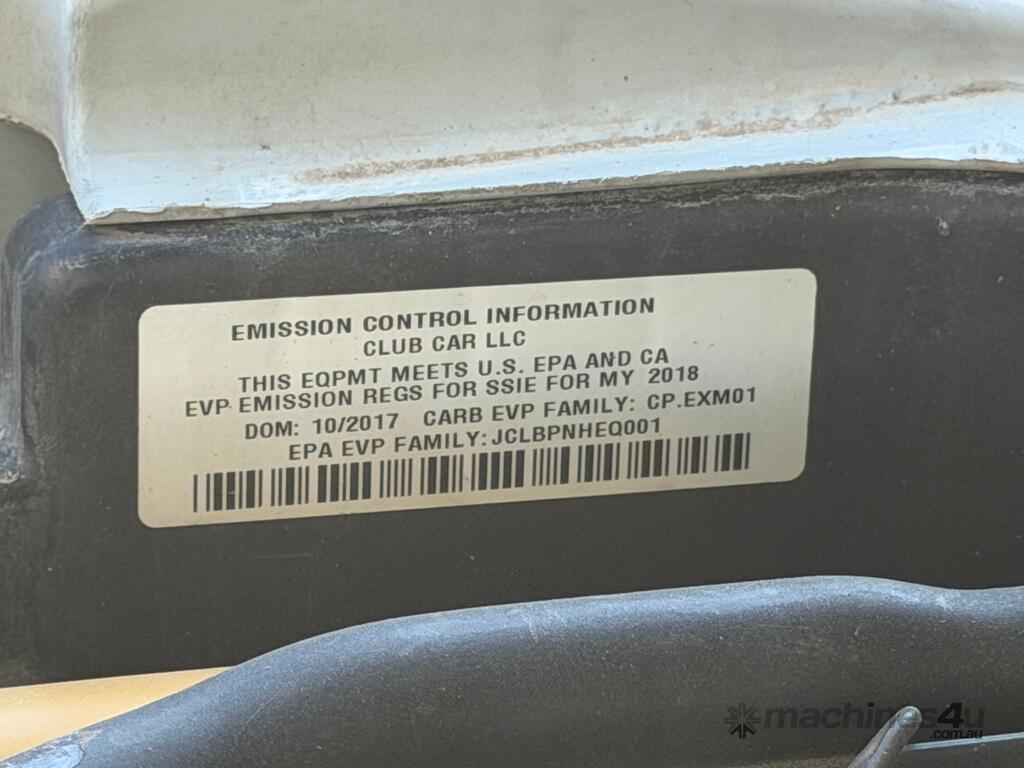 EMISSION CONTROL INFORMATION
CLUB CAR LLC
THIS EQPMT MEETS U.S. EPA AND CA
EVP EMISSION REGS FOR SSIE FOR MY 2018
DOM: 10/2017 CARB EVP FAMILY: CP.EXM01
EPA EVP FAMILY: JCLBPNHEQ001
machines4u
.com.au